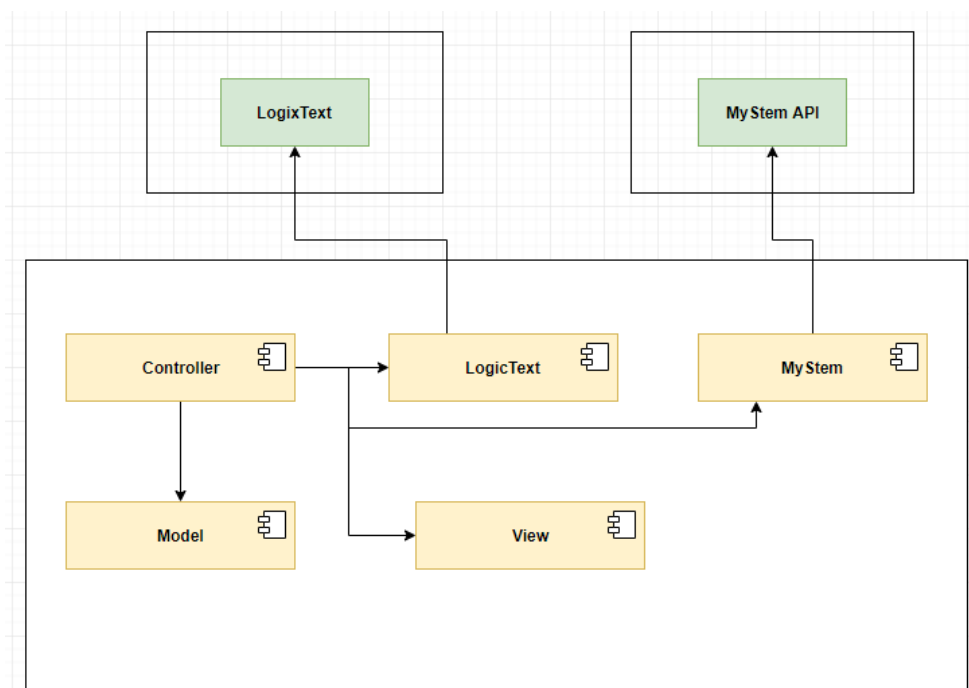 LogixText
MyStem API
Controller
LogicText
MyStem
Model
View